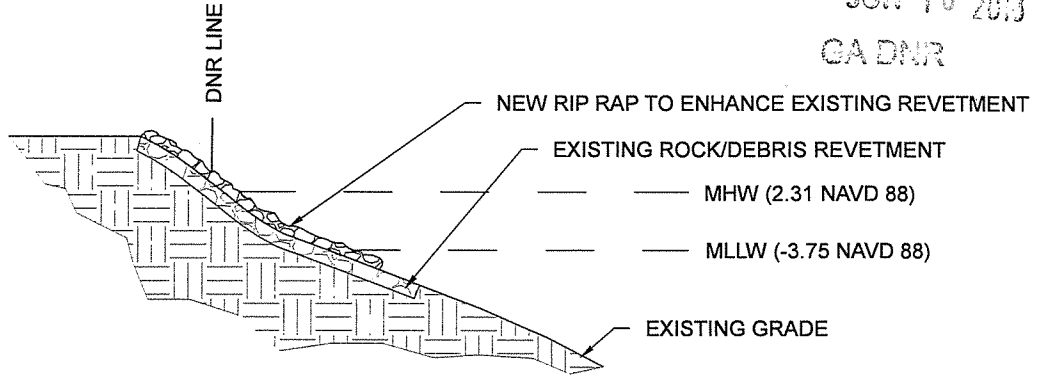 2013
GA DNR
DNR LINE
NEW RIP RAP TO ENHANCE EXISTING REVETMENT
EXISTING ROCK/DEBRIS REVETMENT
MHW (2.31 NAVD 88)
MLLW (-3.75 NAVD 88)
EXISTING GRADE